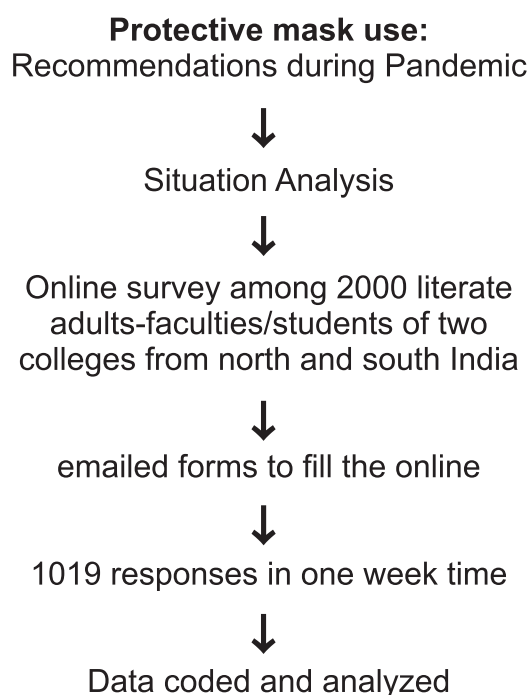 Protective mask use:
Recommendations during Pandemic
Situation Analysis
Online survey among 2000 literate
adults-faculties/students of two
colleges from north and south India
emailed forms to fill the online
1019 responses in one week time
Data coded and analyzed